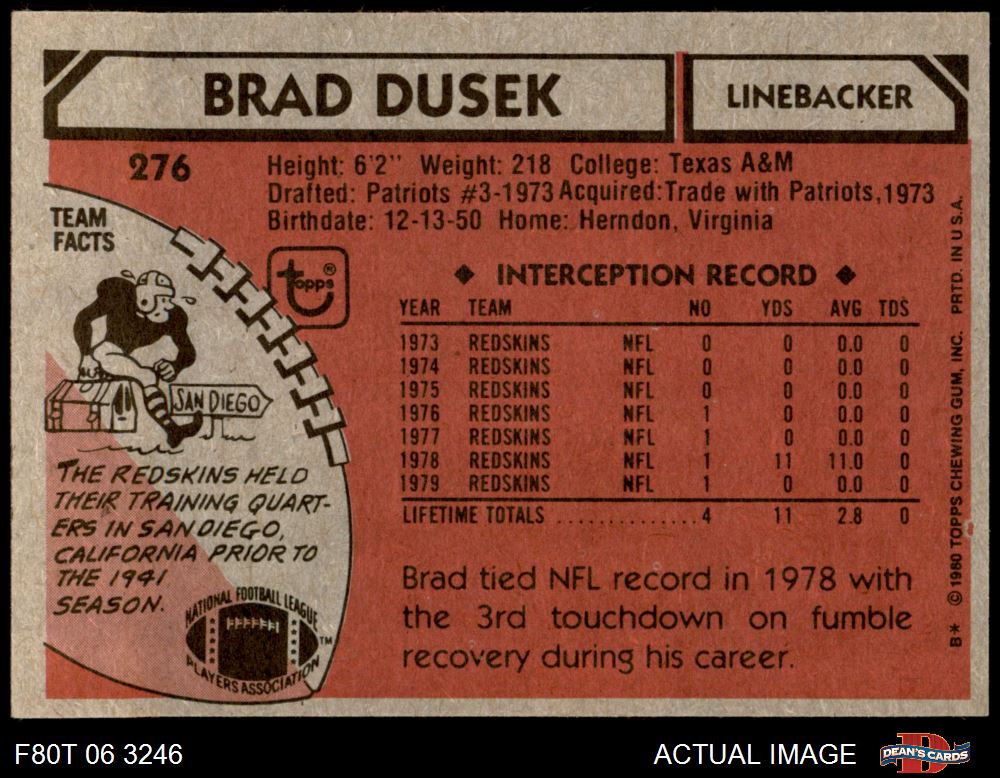 BRAD DUSEK
LINEBACKER
276
Height: 6'2" Weight: 218 College: Texas A&M
Drafted: Patriots #3-1973 Acquired: Trade with Patriots, 1973
Birthdate: 12-13-50 Home: Herndon, Virginia
TEAM
FACTS
topps®
SAN DIEGO
THE REDSKINS HELD
THEIR TRAINING QUART-
ERS IN SAN DIEGO,
CALIFORNIA PRIOR TO
THE 1941
SEASON.
NATIONAL FOOTBALL LEAGUE
PLAYERS ASSOCIATION
TM
◆ INTERCEPTION RECORD ◆
YEAR TEAM NO YDS AVG TDS
1973 REDSKINS NFL 0 0 0.0 0
1974 REDSKINS NFL 0 0 0.0 0
1975 REDSKINS NFL 0 0 0.0 0
1976 REDSKINS NFL 1 0 0.0 0
1977 REDSKINS NFL 1 0 0.0 0
1978 REDSKINS NFL 1 11 11.0 0
1979 REDSKINS NFL 1 0 0.0 0
LIFETIME TOTALS ............. 4 11 2.8 0
Brad tied NFL record in 1978 with
the 3rd touchdown on fumble
recovery during his career.
B* © 1980 TOPPS CHEWING GUM, INC. PRTD. IN U.S.A.
F80T 06 3246
ACTUAL IMAGE
DEAN'S CARDS